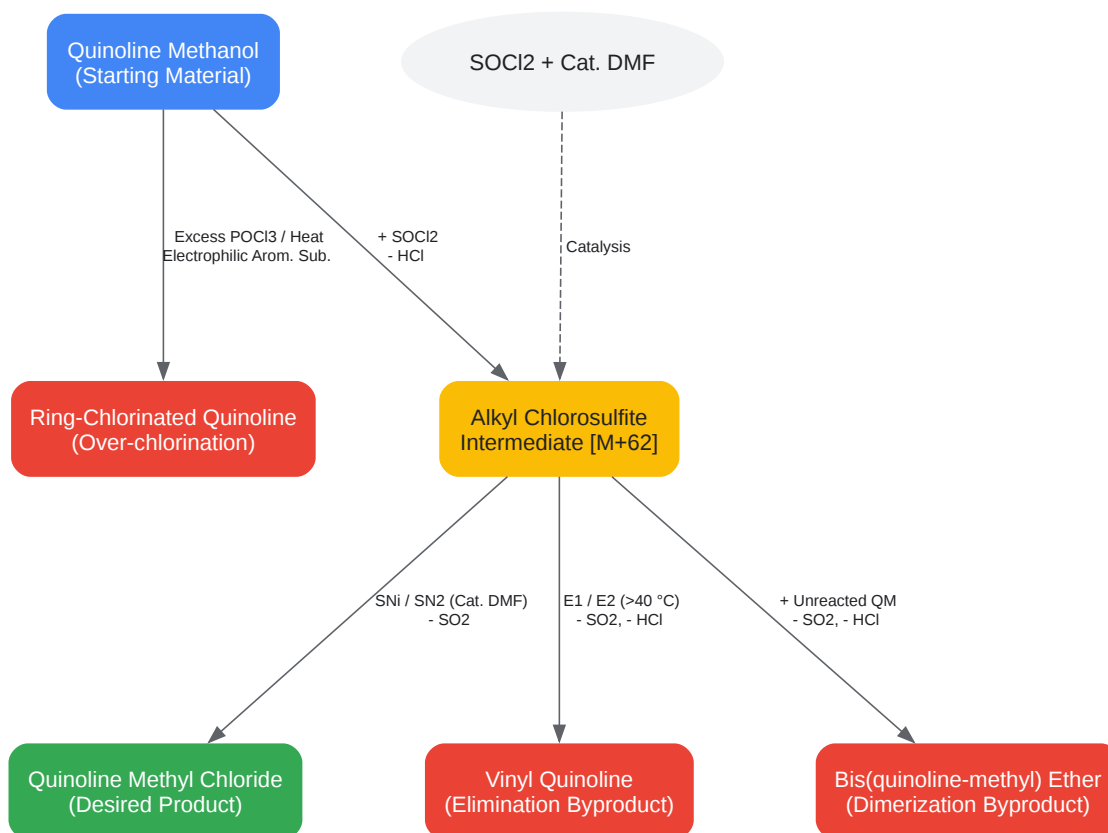 Quinoline Methanol
(Starting Material)
SOCl2 + Cat. DMF
Excess POCl3 / Heat
Electrophilic Arom. Sub.
+ SOCl2
- HCl
Catalysis
Ring-Chlorinated Quinoline
(Over-chlorination)
Alkyl Chlorosulfite
Intermediate [M+62]
SNi / SN2 (Cat. DMF)
- SO2
E1 / E2 (>40 °C)
- SO2, - HCl
+ Unreacted QM
- SO2, - HCl
Quinoline Methyl Chloride
(Desired Product)
Vinyl Quinoline
(Elimination Byproduct)
Bis(quinoline-methyl) Ether
(Dimerization Byproduct)